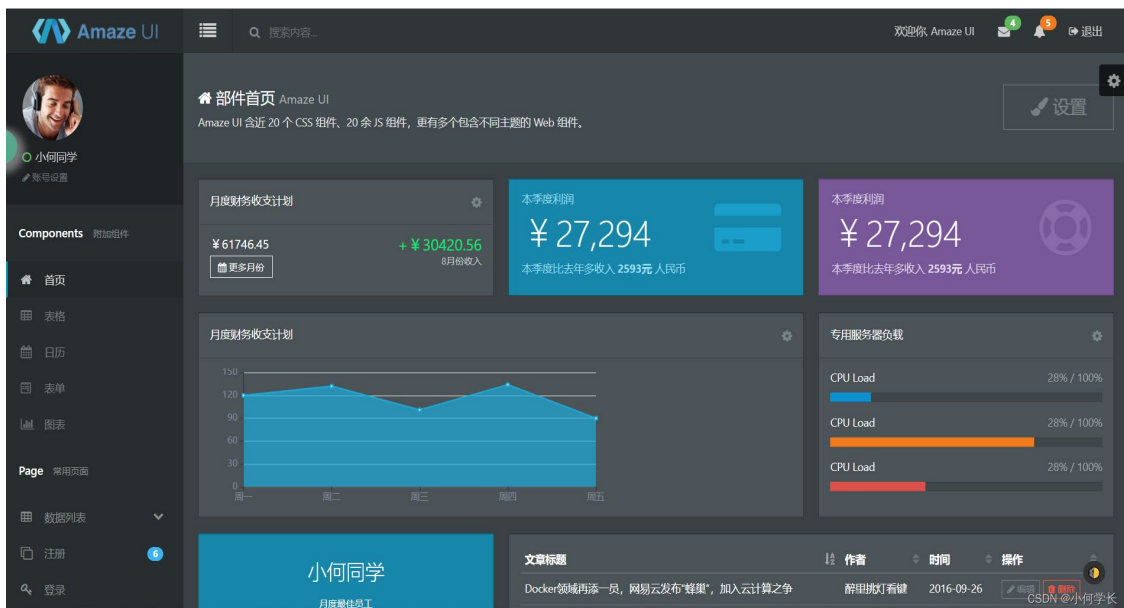 Amaze UI
搜索内容...
欢迎你, Amaze UI
4
5
退出
小何同学
账号设置
Components 附加组件
首页
表格
日历
表单
图表
Page 常用页面
数据列表
注册 6
登录
部件首页 Amaze UI
Amaze UI 含近 20 个 CSS 组件、20 余 JS 组件，更有多个包含不同主题的 Web 组件。
设置
月度财务收支计划
¥ 61746.45
+ ¥ 30420.56
更多月份
8月份收入
本季度利润
¥ 27,294
本季度比去年多收入 2593元 人民币
本季度利润
¥ 27,294
本季度比去年多收入 2593元 人民币
月度财务收支计划
150
120
90
60
30
0
周一 周二 周三 周四 周五
专用服务器负载
CPU Load 28% / 100%
CPU Load 28% / 100%
CPU Load 28% / 100%
小何同学
月度最佳员工
文章标题 作者 时间 操作
Docker领域再添一员，网易云发布“蜂巢”，加入云计算之争 醉里挑灯看键 2016-09-26 编辑 删除
CSDN @小何学长